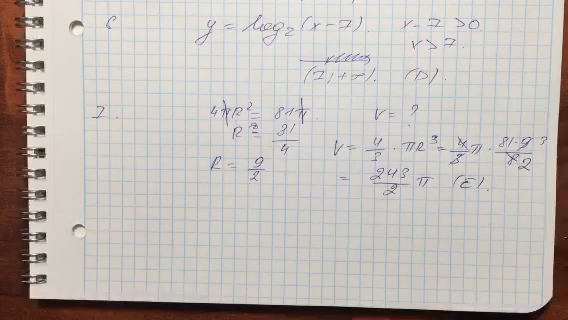 6 y = log₂(x-7). x-7>0
x>7.
(7; +∞). (D).
7. 4πR² = 81π. V = ?
R² = 81/4 V = 4/3 · πR³ = 4/3 π · 81·9/8·2
R = 9/2 = 243/2 π (E).